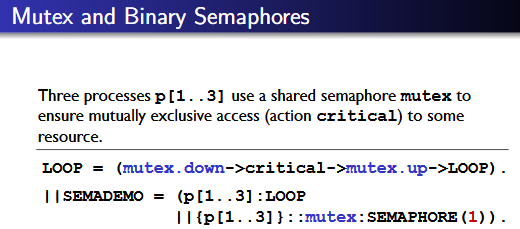 Mutex and Binary Semaphores
Three processes p[1..3] use a shared semaphore mutex to
ensure mutually exclusive access (action critical) to some
resource.
LOOP = (mutex.down->critical->mutex.up->LOOP).
||SEMADEMO = (p[1..3]:LOOP
||{p[1..3]}::mutex:SEMAPHORE(1)).